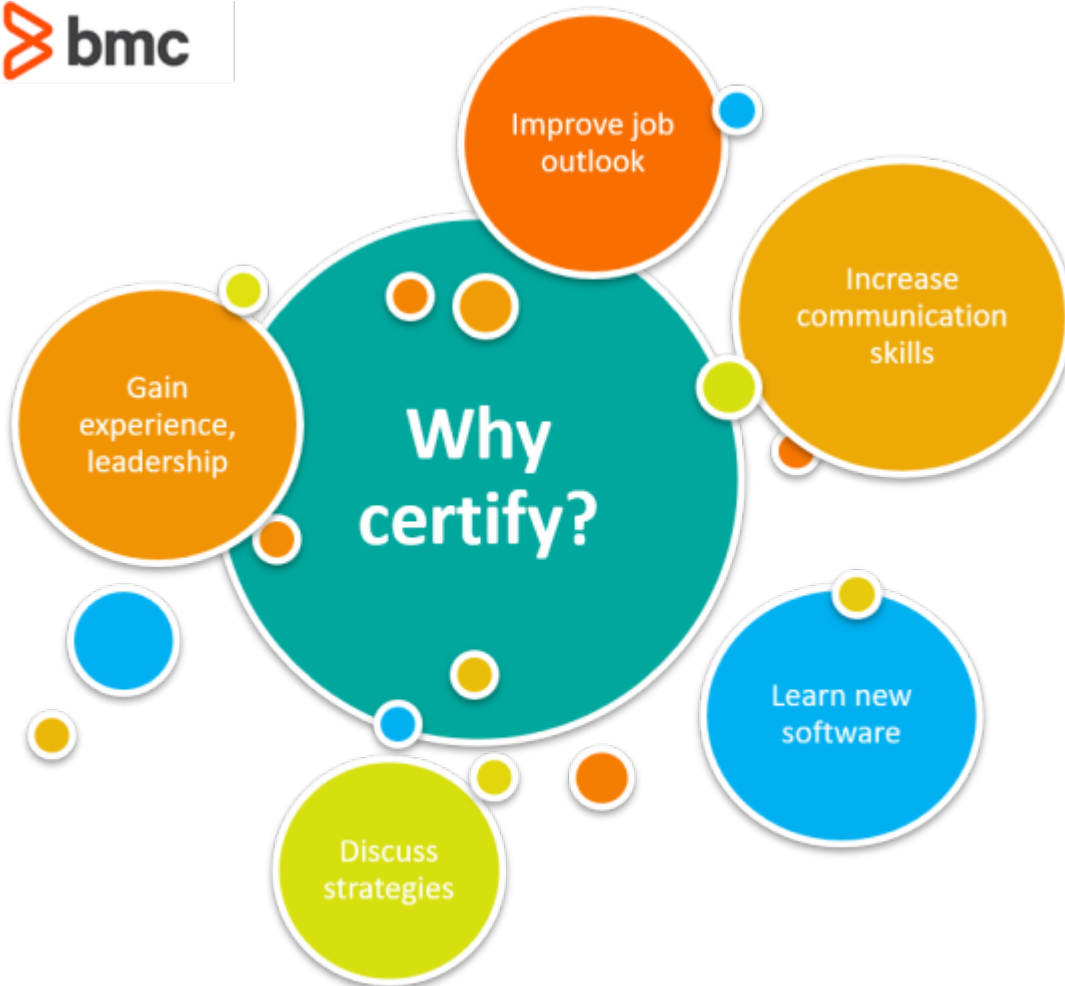 bmc
Improve job
outlook
Increase
communication
skills
Gain
experience,
leadership
Why
certify?
Learn new
software
Discuss
strategies